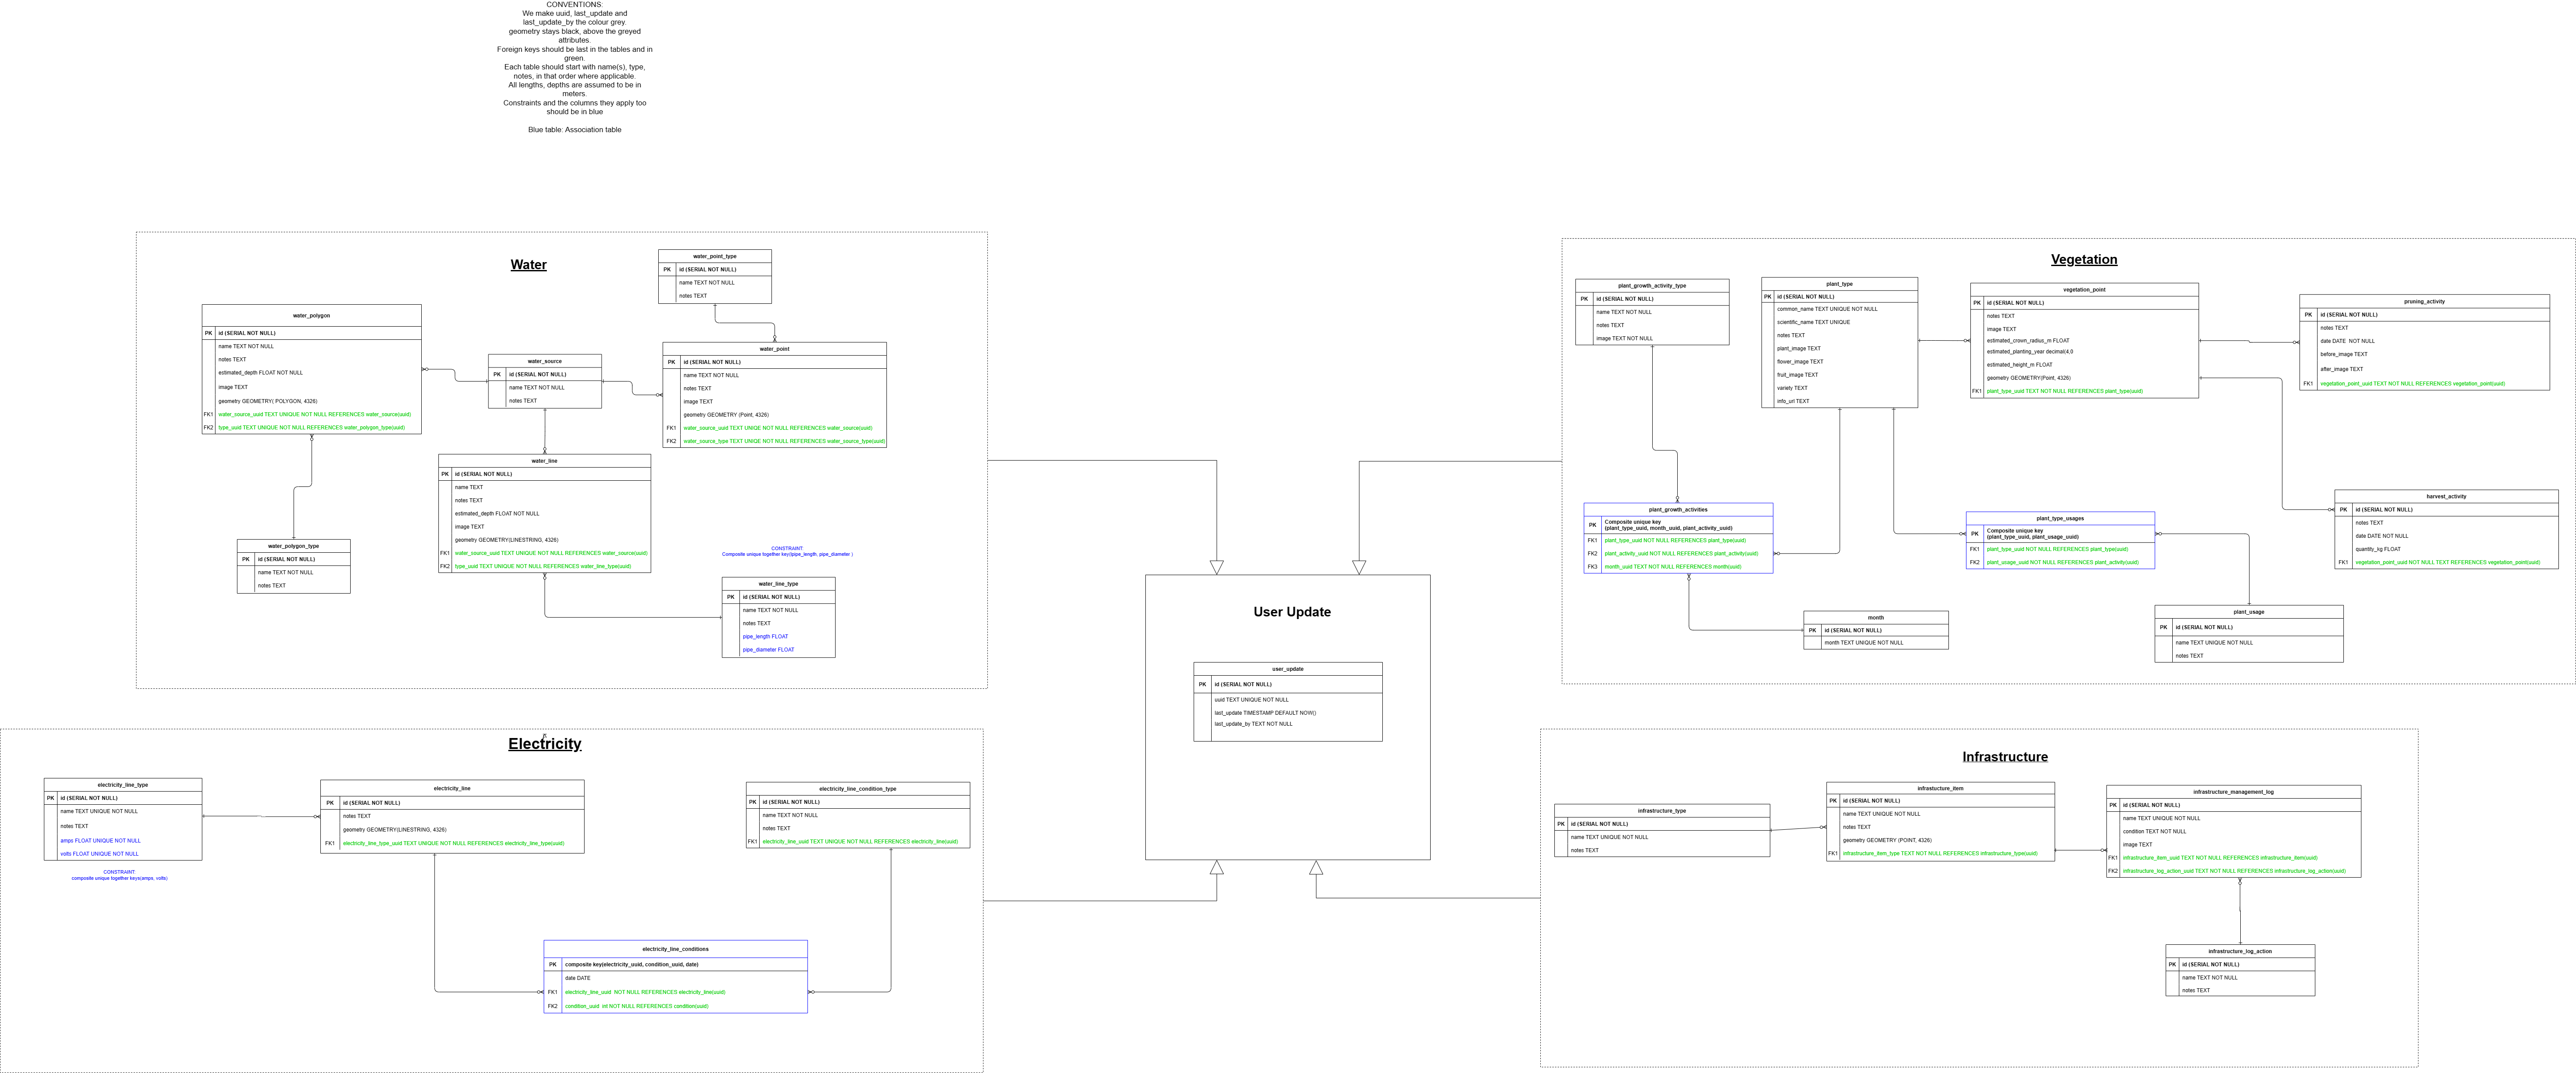 CONVENTIONS:
We make uuid, last_update and
last_update_by the colour grey.
geometry stays black, above the greyed
attributes.
Foreign keys should be last in the tables and in
green.
Each table should start with name(s), type,
notes, in that order where applicable.
All lengths, depths are assumed to be in
meters.
Constraints and the columns they apply too
should be in blue
Blue table: Association table
Water
water_point_type
PK id (SERIAL NOT NULL)
name TEXT NOT NULL
notes TEXT
water_polygon
PK id (SERIAL NOT NULL)
name TEXT NOT NULL
notes TEXT
estimated_depth FLOAT NOT NULL
image TEXT
geometry GEOMETRY( POLYGON, 4326)
FK1 water_source_uuid TEXT UNIQUE NOT NULL REFERENCES water_source(uuid)
FK2 type_uuid TEXT UNIQUE NOT NULL REFERENCES water_polygon_type(uuid)
water_source
PK id (SERIAL NOT NULL)
name TEXT NOT NULL
notes TEXT
water_point
PK id (SERIAL NOT NULL)
name TEXT NOT NULL
notes TEXT
image TEXT
geometry GEOMETRY (Point, 4326)
FK1 water_source_uuid TEXT UNIQE NOT NULL REFERENCES water_source(uuid)
FK2 water_source_type TEXT UNIQE NOT NULL REFERENCES water_source_type(uuid)
water_line
PK id (SERIAL NOT NULL)
name TEXT
notes TEXT
estimated_depth FLOAT NOT NULL
image TEXT
geometry GEOMETRY(LINESTRING, 4326)
FK1 water_source_uuid TEXT UNIQUE NOT NULL REFERENCES water_source(uuid)
FK2 type_uuid TEXT UNIQUE NOT NULL REFERENCES water_line_type(uuid)
water_polygon_type
PK id (SERIAL NOT NULL)
name TEXT NOT NULL
notes TEXT
CONSTRAINT:
Composite unique together key(pipe_length, pipe_diameter )
water_line_type
PK id (SERIAL NOT NULL)
name TEXT NOT NULL
notes TEXT
pipe_length FLOAT
pipe_diameter FLOAT
Vegetation
plant_growth_activity_type
PK id (SERIAL NOT NULL)
name TEXT NOT NULL
notes TEXT
image TEXT NOT NULL
plant_type
PK id (SERIAL NOT NULL)
common_name TEXT UNIQUE NOT NULL
scientific_name TEXT UNIQUE
notes TEXT
plant_image TEXT
flower_image TEXT
fruit_image TEXT
variety TEXT
info_url TEXT
vegetation_point
PK id (SERIAL NOT NULL)
notes TEXT
image TEXT
estimated_crown_radius_m FLOAT
estimated_planting_year decimal(4,0
estimated_height_m FLOAT
geometry GEOMETRY(Point, 4326)
FK1 plant_type_uuid TEXT NOT NULL REFERENCES plant_type(uuid)
pruning_activity
PK id (SERIAL NOT NULL)
notes TEXT
date DATE NOT NULL
before_image TEXT
after_image TEXT
FK1 vegetation_point_uuid TEXT NOT NULL REFERENCES vegetation_point(uuid)
plant_growth_activities
PK Composite unique key
(plant_type_uuid, month_uuid, plant_activity_uuid)
FK1 plant_type_uuid NOT NULL REFERENCES plant_type(uuid)
FK2 plant_activity_uuid NOT NULL REFERENCES plant_activity(uuid)
FK3 month_uuid TEXT NOT NULL REFERENCES month(uuid)
plant_type_usages
PK Composite unique key
(plant_type_uuid, plant_usage_uuid)
FK1 plant_type_uuid NOT NULL REFERENCES plant_type(uuid)
FK2 plant_usage_uuid NOT NULL REFERENCES plant_activity(uuid)
harvest_activity
PK id (SERIAL NOT NULL)
notes TEXT
date DATE NOT NULL
quantity_kg FLOAT
FK1 vegetation_point_uuid NOT NULL TEXT REFERENCES vegetation_point(uuid)
month
PK id (SERIAL NOT NULL)
month TEXT UNIQUE NOT NULL
plant_usage
PK id (SERIAL NOT NULL)
name TEXT UNIQUE NOT NULL
notes TEXT
User Update
user_update
PK id (SERIAL NOT NULL)
uuid TEXT UNIQUE NOT NULL
last_update TIMESTAMP DEFAULT NOW()
last_update_by TEXT NOT NULL
Electricity
electricity_line_type
PK id (SERIAL NOT NULL)
name TEXT UNIQUE NOT NULL
notes TEXT
amps FLOAT UNIQUE NOT NULL
volts FLOAT UNIQUE NOT NULL
CONSTRAINT:
composite unique together keys(amps, volts)
electricity_line
PK id (SERIAL NOT NULL)
notes TEXT
geometry GEOMETRY(LINESTRING, 4326)
FK1 electricity_line_type_uuid TEXT UNIQUE NOT NULL REFERENCES electricity_line_type(uuid)
electricity_line_condition_type
PK id (SERIAL NOT NULL)
name TEXT NOT NULL
notes TEXT
FK1 electricity_line_uuid TEXT UNIQUE NOT NULL REFERENCES electricity_line(uuid)
electricity_line_conditions
PK composite key(electricity_uuid, condition_uuid, date)
date DATE
FK1 electricity_line_uuid NOT NULL REFERENCES electricity_line(uuid)
FK2 condition_uuid int NOT NULL REFERENCES condition(uuid)
Infrastructure
infrastructure_type
PK id (SERIAL NOT NULL)
name TEXT UNIQUE NOT NULL
notes TEXT
infrastucture_item
PK id (SERIAL NOT NULL)
name TEXT UNIQUE NOT NULL
notes TEXT
geometry GEOMETRY (POINT, 4326)
FK1 infrastructure_item_type TEXT NOT NULL REFERENCES infrastructure_type(uuid)
infrastructure_management_log
PK id (SERIAL NOT NULL)
name TEXT UNIQUE NOT NULL
condition TEXT NOT NULL
image TEXT
FK1 infrastructure_item_uuid TEXT NOT NULL REFERENCES infrastructure_item(uuid)
FK2 infrastructure_log_action_uuid TEXT NOT NULL REFERENCES infrastructure_log_action(uuid)
infrastructure_log_action
PK id (SERIAL NOT NULL)
name TEXT NOT NULL
notes TEXT